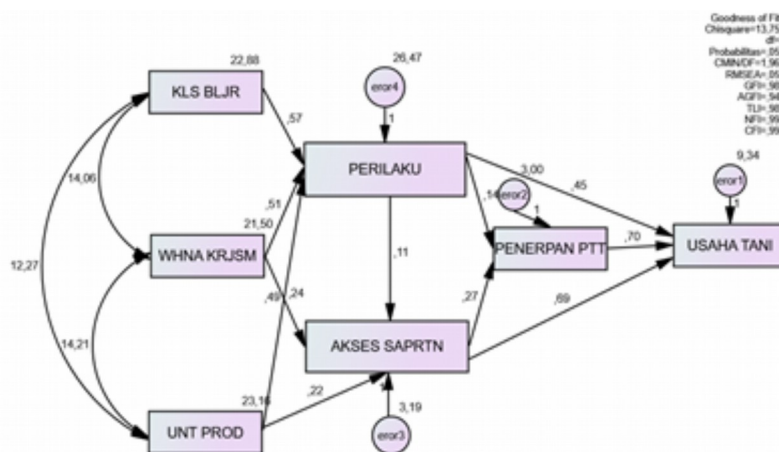 Goodness of Fit
Chisquare=13,75
df=
Probabilitas=,05
CMIN/DF=1,96
RMSEA=,05
GFI=,98
AGFI=,94
TLI=,98
NFI=,99
CFI=,99
22,88
KLS BLJR
26,47
eror4
1
,57
PERILAKU
14,06
,51
21,50
WHNA KRJSM
,49
,24
,11
3,00
,14
eror2
1
,45
9,34
eror1
1
PENERPAN PTT
,70
USAHA TANI
12,27
,27
,69
14,21
AKSES SAPRTN
,22
UNT PROD
3,19
eror3